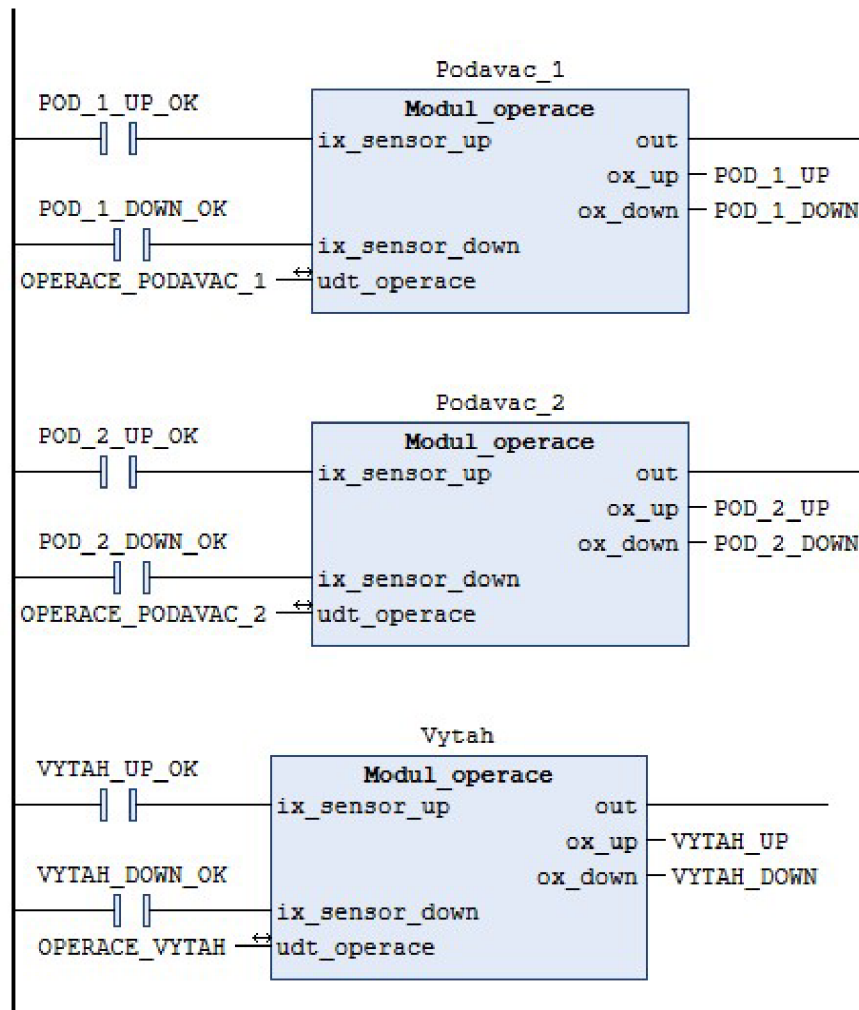 Podavac_1
POD_1_UP_OK
Modul_operace
ix_sensor_up out
ox_up POD_1_UP
POD_1_DOWN_OK
ox_down POD_1_DOWN
ix_sensor_down
OPERACE_PODAVAC_1 udt_operace
Podavac_2
POD_2_UP_OK
Modul_operace
ix_sensor_up out
ox_up POD_2_UP
POD_2_DOWN_OK
ox_down POD_2_DOWN
ix_sensor_down
OPERACE_PODAVAC_2 udt_operace
Vytah
VYTAH_UP_OK
Modul_operace
ix_sensor_up out
ox_up VYTAH_UP
VYTAH_DOWN_OK
ox_down VYTAH_DOWN
ix_sensor_down
OPERACE_VYTAH udt_operace